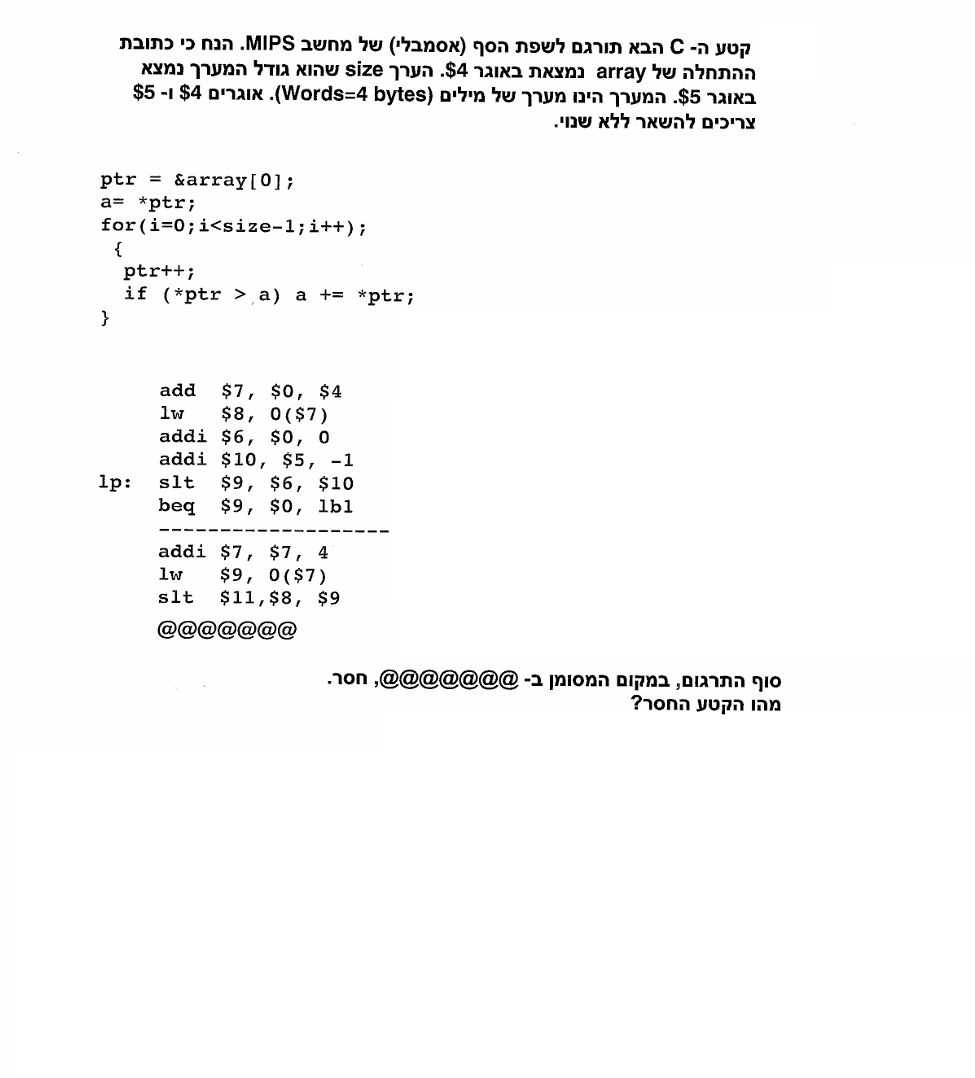 קטע ה- C הבא תורגם לשפת הסף (אסמבלי) של מחשב MIPS. הנח כי כתובת
ההתחלה של array נמצאת באוגר $4. הערך size שהוא גודל המערך נמצא
באוגר $5. המערך הינו מערך של מילים (Words=4 bytes). אוגרים $4 ו- $5
צריכים להשאר ללא שנוי.
ptr = &array[0];
a= *ptr;
for(i=0;i<size-1;i++);
{
ptr++;
if (*ptr > a) a += *ptr;
}
add $7, $0, $4
lw $8, 0($7)
addi $6, $0, 0
addi $10, $5, -1
lp: slt $9, $6, $10
beq $9, $0, lb1
-------------------
addi $7, $7, 4
lw $9, 0($7)
slt $11,$8, $9
@@@@@@@
סוף התרגום, במקום המסומן ב- @@@@@@@, חסר.
מהו הקטע החסר?